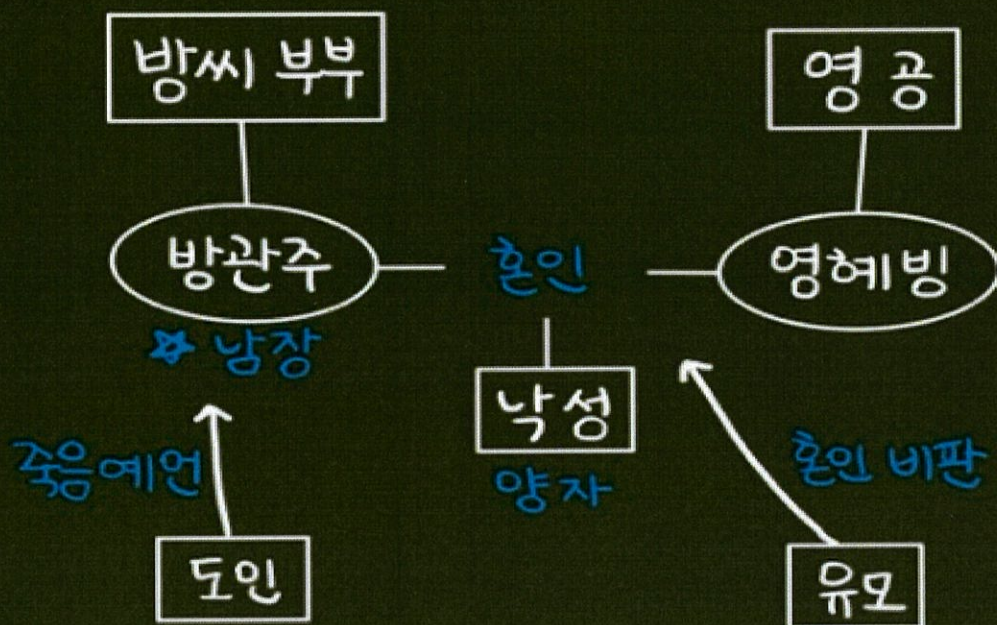 방씨 부부
영 공
방관주
혼인
영혜빙
☆ 남장
낙성
죽음예언
양자
혼인 비판
도인
유모